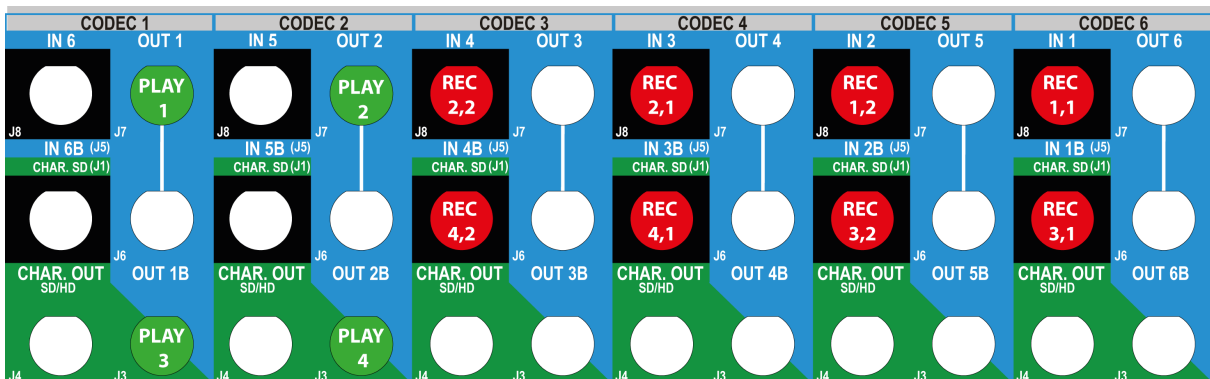 CODEC 1 CODEC 2 CODEC 3 CODEC 4 CODEC 5 CODEC 6
IN 6 OUT 1 IN 5 OUT 2 IN 4 OUT 3 IN 3 OUT 4 IN 2 OUT 5 IN 1 OUT 6
PLAY PLAY REC REC REC REC
1 2 2,2 2,1 1,2 1,1
J8 J7 J8 J7 J8 J7 J8 J7 J8 J7 J8 J7
IN 6B (J5) IN 5B (J5) IN 4B (J5) IN 3B (J5) IN 2B (J5) IN 1B (J5)
CHAR. SD (J1) CHAR. SD (J1) CHAR. SD (J1) CHAR. SD (J1) CHAR. SD (J1) CHAR. SD (J1)
REC REC REC REC
4,2 4,1 3,2 3,1
J6 J6 J6 J6 J6 J6
CHAR. OUT OUT 1B CHAR. OUT OUT 2B CHAR. OUT OUT 3B CHAR. OUT OUT 4B CHAR. OUT OUT 5B CHAR. OUT OUT 6B
SD/HD SD/HD SD/HD SD/HD SD/HD SD/HD
PLAY PLAY
3 4
J4 J3 J4 J3 J4 J3 J4 J3 J4 J3 J4 J3